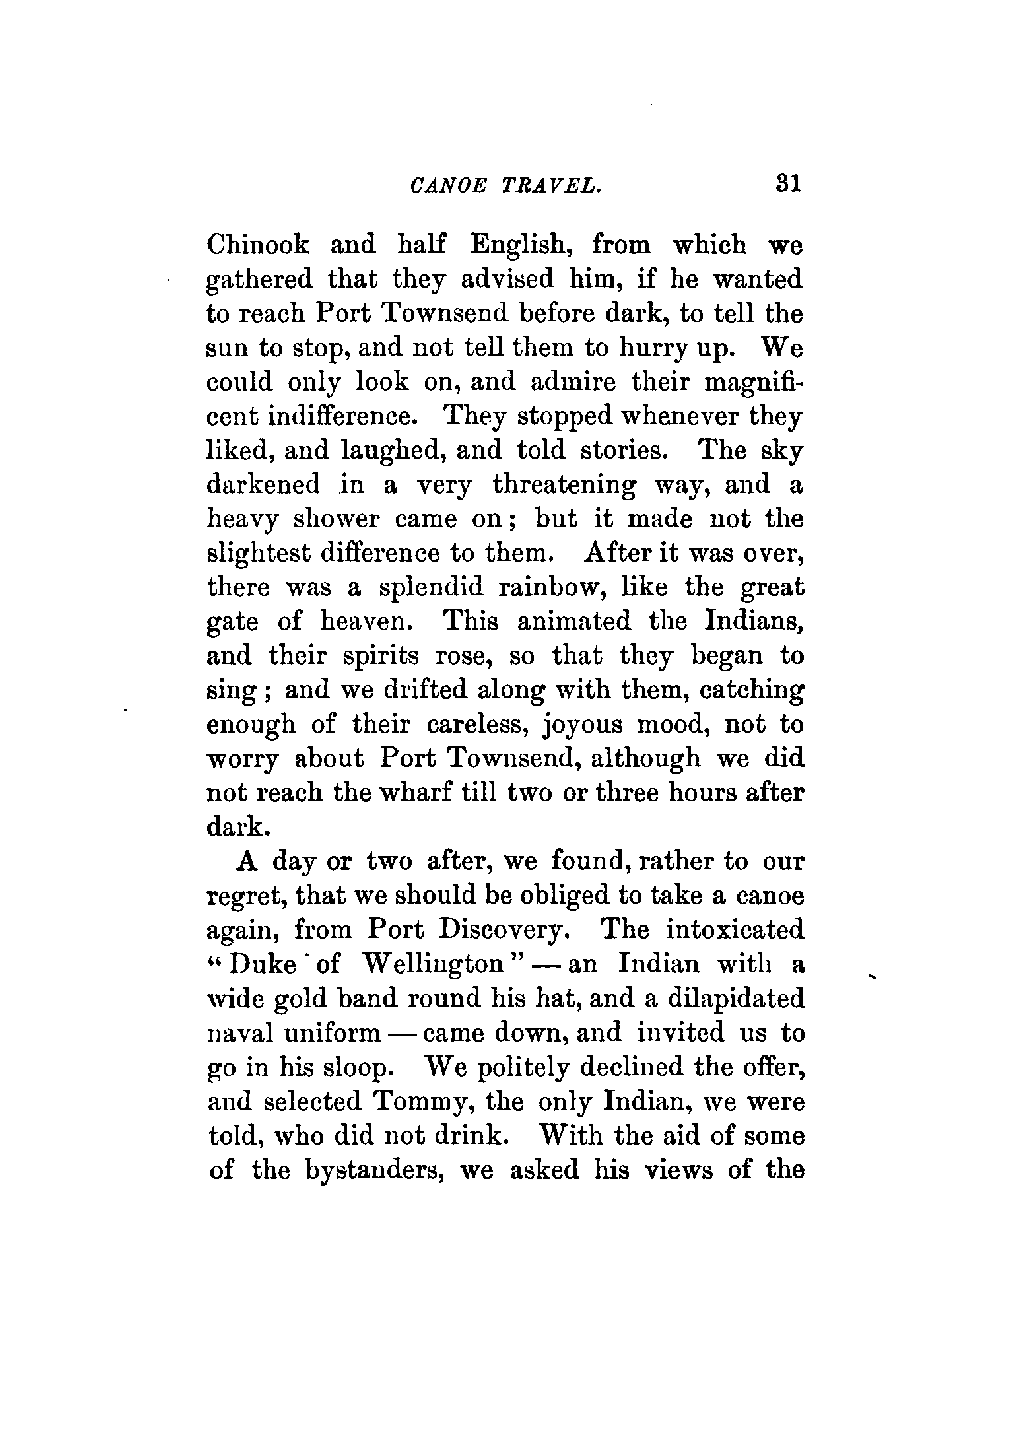 CANOE TRAVEL. 31
Chinook and half English, from which we
gathered that they advised him, if he wanted
to reach Port Townsend before dark, to tell the
sun to stop, and not tell them to hurry up. We
could only look on, and admire their magnifi-
cent indifference. They stopped whenever they
liked, and laughed, and told stories. The sky
darkened in a very threatening way, and a
heavy shower came on; but it made not the
slightest difference to them. After it was over,
there was a splendid rainbow, like the great
gate of heaven. This animated the Indians,
and their spirits rose, so that they began to
sing; and we drifted along with them, catching
enough of their careless, joyous mood, not to
worry about Port Townsend, although we did
not reach the wharf till two or three hours after
dark.
A day or two after, we found, rather to our
regret, that we should be obliged to take a canoe
again, from Port Discovery. The intoxicated
“Duke of Wellington” — an Indian with a
wide gold band round his hat, and a dilapidated
naval uniform — came down, and invited us to
go in his sloop. We politely declined the offer,
and selected Tommy, the only Indian, we were
told, who did not drink. With the aid of some
of the bystanders, we asked his views of the